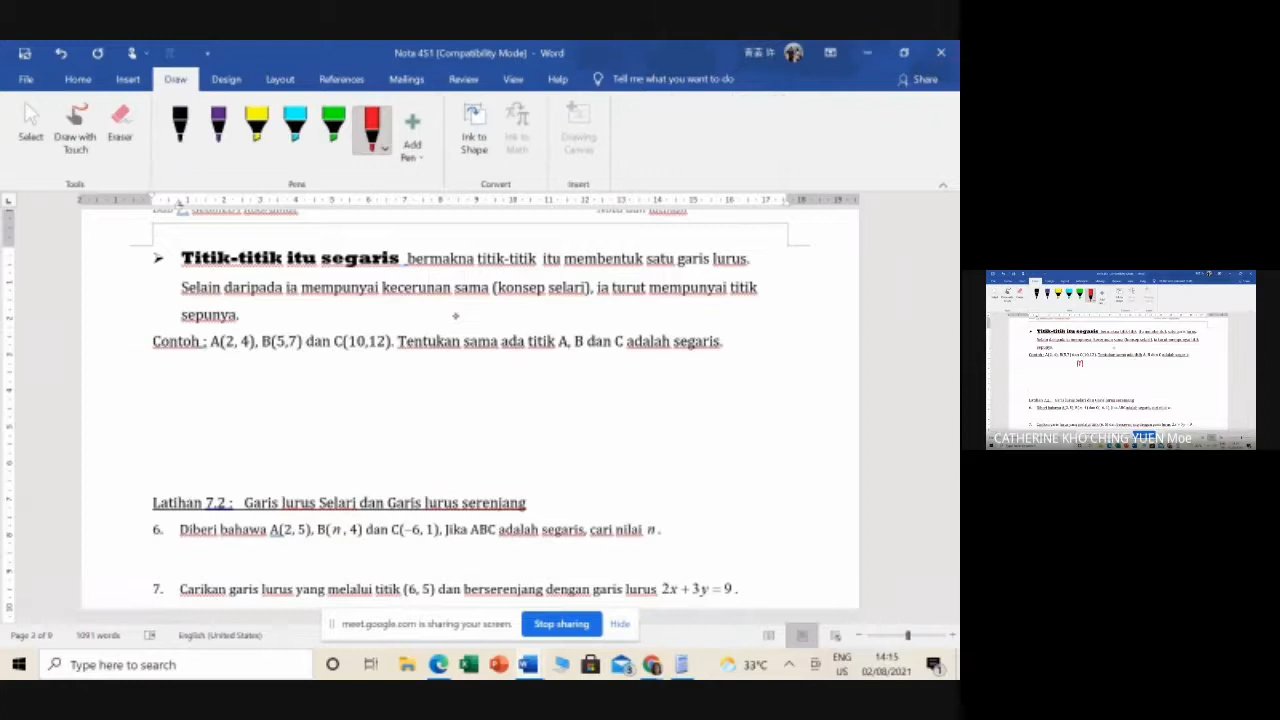 Nota 4S1 [Compatibility Mode] - Word
File Home Insert Draw Design Layout References Mailings Review View Help Tell me what you want to do Share
Select Draw with Touch Eraser Add Pen Ink to Shape Ink to Math Drawing Canvas
Tools Pens Convert Insert
Titik-titik itu segaris bermakna titik-titik itu membentuk satu garis lurus.
Selain daripada ia mempunyai kecerunan sama (konsep selari), ia turut mempunyai titik
sepunya.
Contoh : A(2, 4), B(5,7) dan C(10,12). Tentukan sama ada titik A, B dan C adalah segaris.
Latihan 7.2 : Garis lurus Selari dan Garis lurus serenjang
6. Diberi bahawa A(2, 5), B(n, 4) dan C(−6, 1), Jika ABC adalah segaris, cari nilai n.
7. Carikan garis lurus yang melalui titik (6, 5) dan berserenjang dengan garis lurus 2x + 3y = 9.
meet.google.com is sharing your screen. Stop sharing Hide
1091 words English (United States)
Type here to search 33°C ENG US 14:15 02/08/2021
CATHERINE KHO CHING YUEN Moe